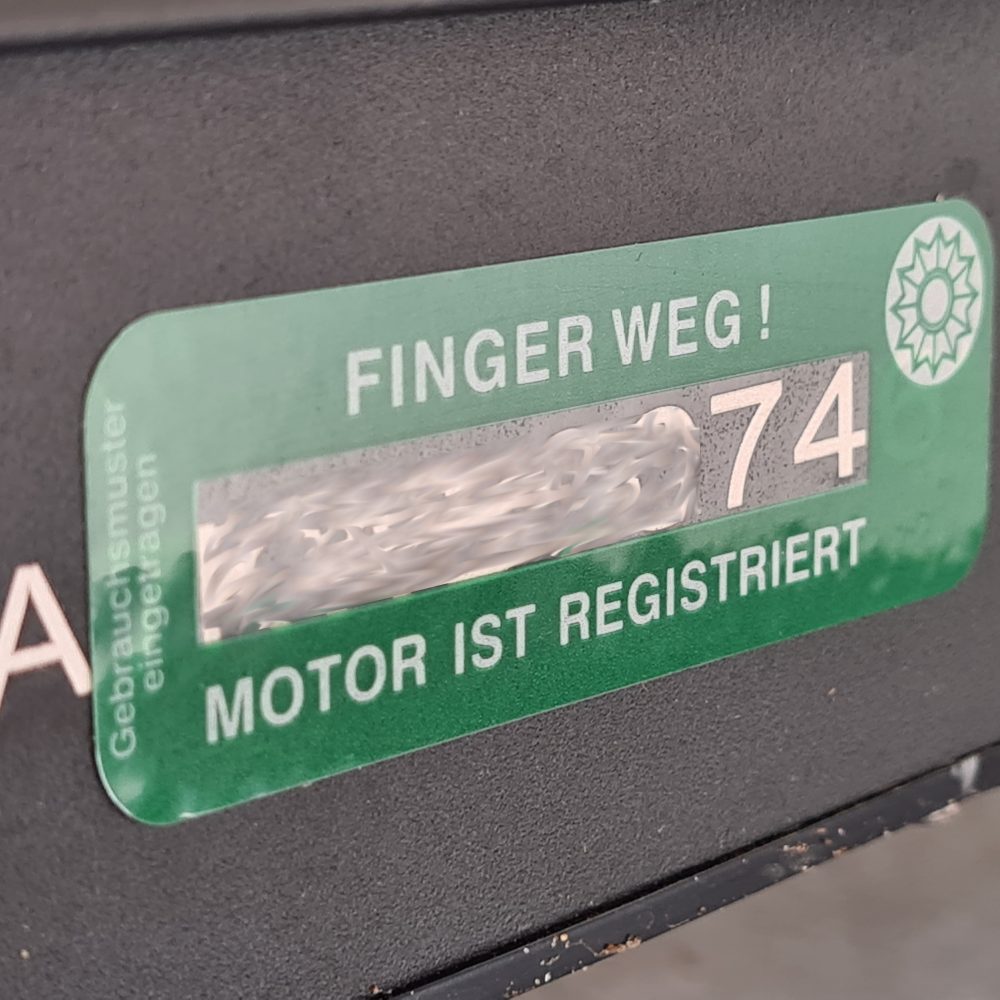 FINGER WEG !
74
MOTOR IST REGISTRIERT
Gebrauchsmuster
eingetragen
A